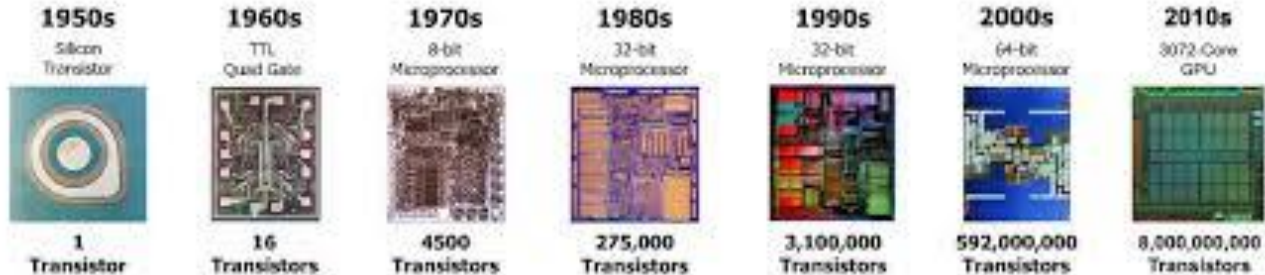 1950s
Silicon
Transistor
1
Transistor
1960s
TTL
Quad Gate
16
Transistors
1970s
8-bit
Microprocessor
4500
Transistors
1980s
32-bit
Microprocessor
275,000
Transistors
1990s
32-bit
Microprocessor
3,100,000
Transistors
2000s
64-bit
Microprocessor
592,000,000
Transistors
2010s
3072-Core
GPU
8,000,000,000
Transistors